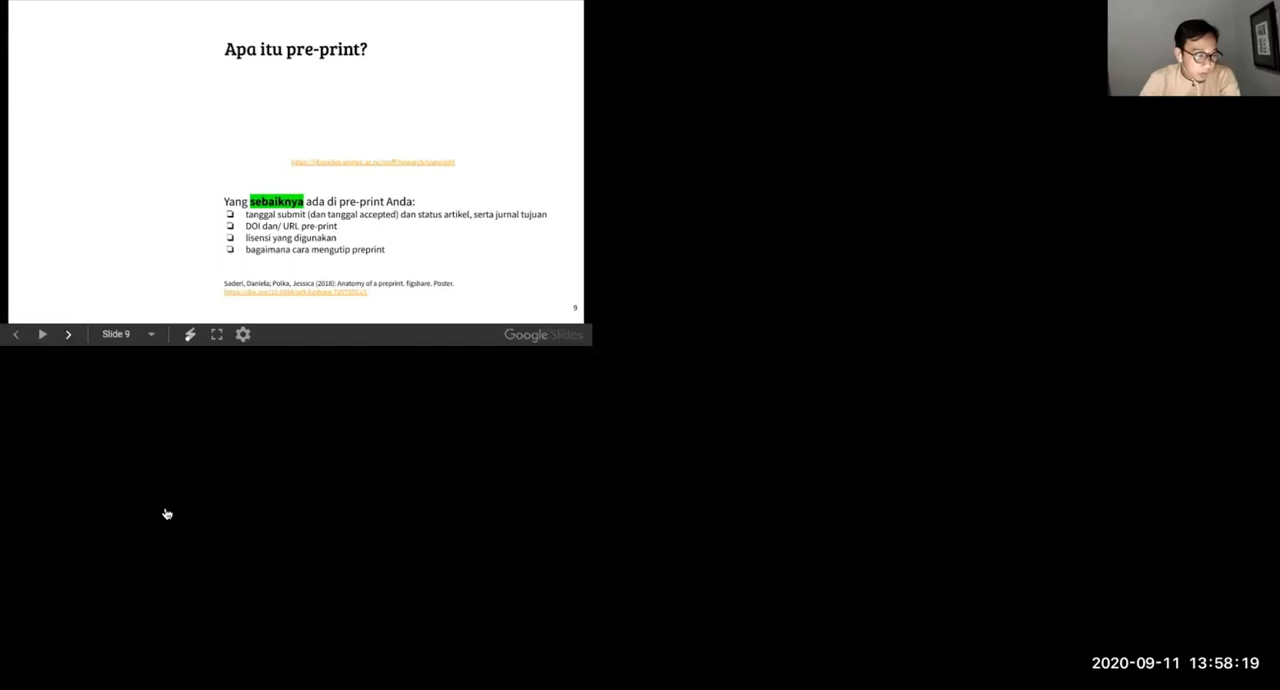 Apa itu pre-print?
Yang sebaiknya ada di pre-print Anda:
❏ tanggal submit (dan tanggal accepted) dan status artikel, serta jurnal tujuan
❏ DOI dan/ URL pre-print
❏ lisensi yang digunakan
❏ bagaimana cara mengutip preprint
Saderi, Daniela; Polka, Jessica (2018): Anatomy of a preprint. figshare. Poster.
9
Slide 9
Google Slides
2020-09-11 13:58:19